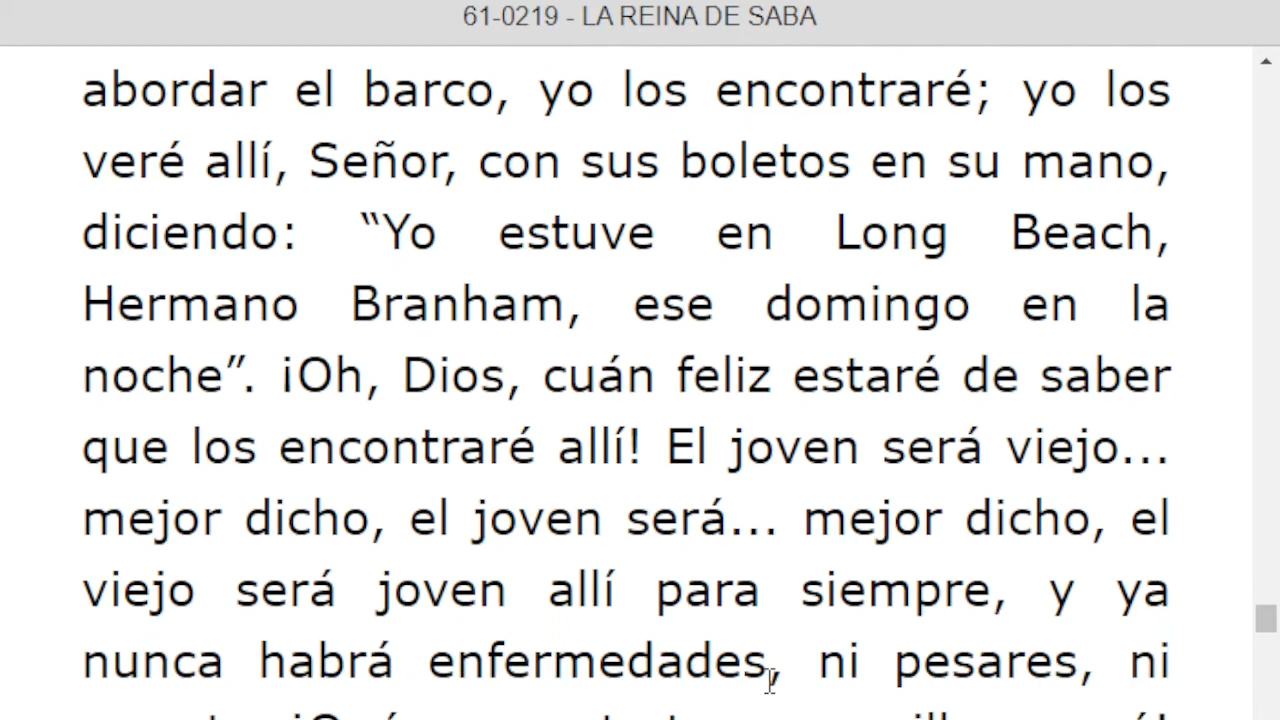 61-0219 - LA REINA DE SABA
abordar el barco, yo los encontraré; yo los
veré allí, Señor, con sus boletos en su mano,
diciendo: “Yo estuve en Long Beach,
Hermano Branham, ese domingo en la
noche”. ¡Oh, Dios, cuán feliz estaré de saber
que los encontraré allí! El joven será viejo...
mejor dicho, el joven será... mejor dicho, el
viejo será joven allí para siempre, y ya
nunca habrá enfermedades, ni pesares, ni